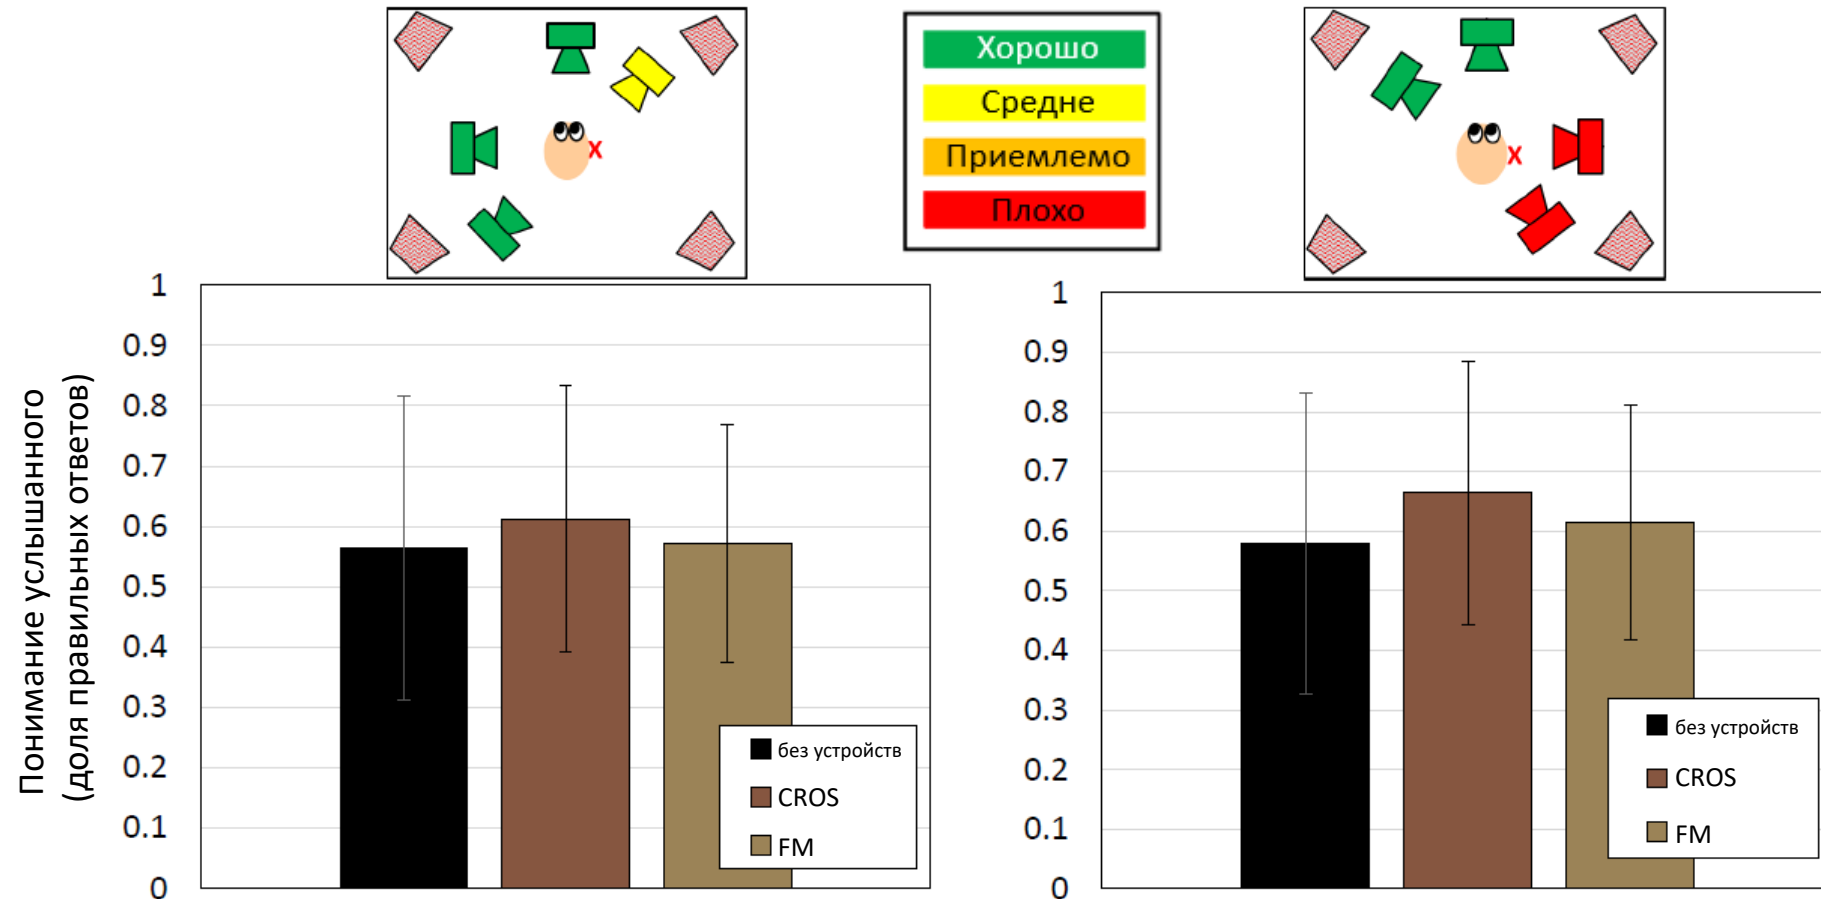 X
Хорошо
Средне
Приемлемо
Плохо
X
Понимание услышанного
(доля правильных ответов)
1
0.9
0.8
0.7
0.6
0.5
0.4
0.3
0.2
0.1
0
без устройств
CROS
FM
1
0.9
0.8
0.7
0.6
0.5
0.4
0.3
0.2
0.1
0
без устройств
CROS
FM